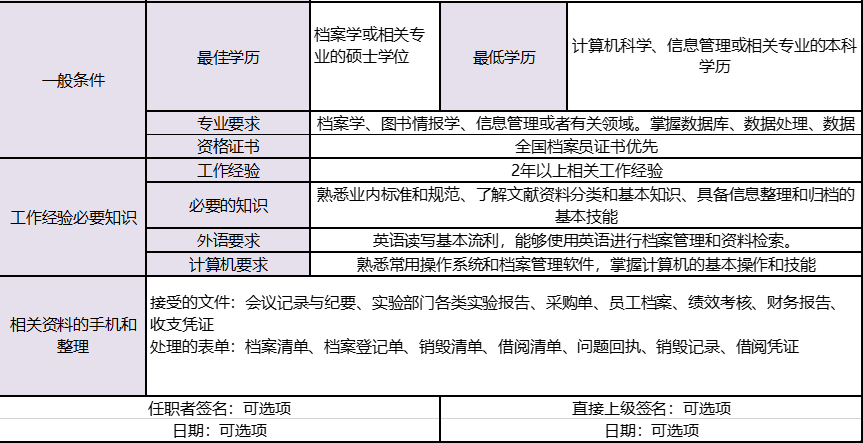 一般条件
最佳学历
档案学或相关专
业的硕士学位
最低学历
计算机科学、信息管理或相关专业的本科
学历
专业要求
档案学、图书情报学、信息管理或者有关领域。掌握数据库、数据处理、数据
资格证书
全国档案员证书优先
工作经验必要知识
工作经验
2年以上相关工作经验
必要的知识
熟悉业内标准和规范、了解文献资料分类和基本知识、具备信息整理和归档的
基本技能
外语要求
英语读写基本流利，能够使用英语进行档案管理和资料检索。
计算机要求
熟悉常用操作系统和档案管理软件，掌握计算机的基本操作和技能
相关资料的手机和
整理
接受的文件：会议记录与纪要、实验部门各类实验报告、采购单、员工档案、绩效考核、财务报告、
收支凭证
处理的表单：档案清单、档案登记单、销毁清单、借阅清单、问题回执、销毁记录、借阅凭证
任职者签名：可选项
直接上级签名：可选项
日期：可选项
日期：可选项